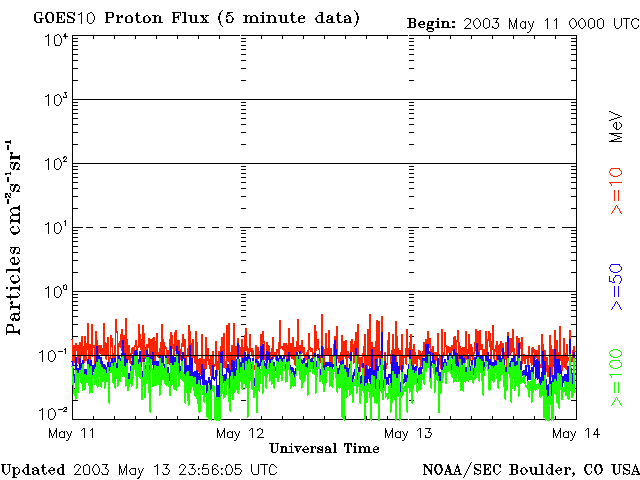 GOES10 Proton Flux (5 minute data)
Begin: 2003 May 11 0000 UTC
10⁴
10³
10²
10¹
10⁰
10⁻¹
10⁻²
Particles cm⁻²s⁻¹sr⁻¹
MeV
>=10
>=50
>=100
May 11
May 12
May 13
May 14
Universal Time
Updated 2003 May 13 23:56:05 UTC
NOAA/SEC Boulder, CO USA